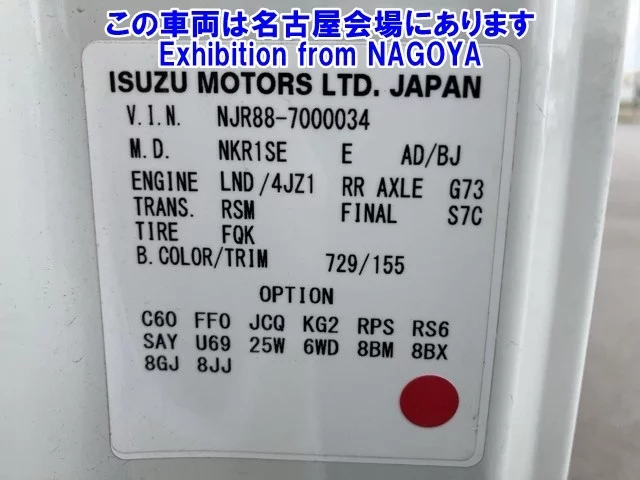 この車両は名古屋会場にあります
Exhibition from NAGOYA
ISUZU MOTORS LTD. JAPAN
V.I.N. NJR88-7000034
M.D. NKR1SE E AD/BJ
ENGINE LND/4JZ1 RR AXLE G73
TRANS. RSM FINAL S7C
TIRE FQK
B.COLOR/TRIM 729/155
OPTION
C60 FF0 JCQ KG2 RPS RS6
SAY U69 25W 6WD 8BM 8BX
8GJ 8JJ